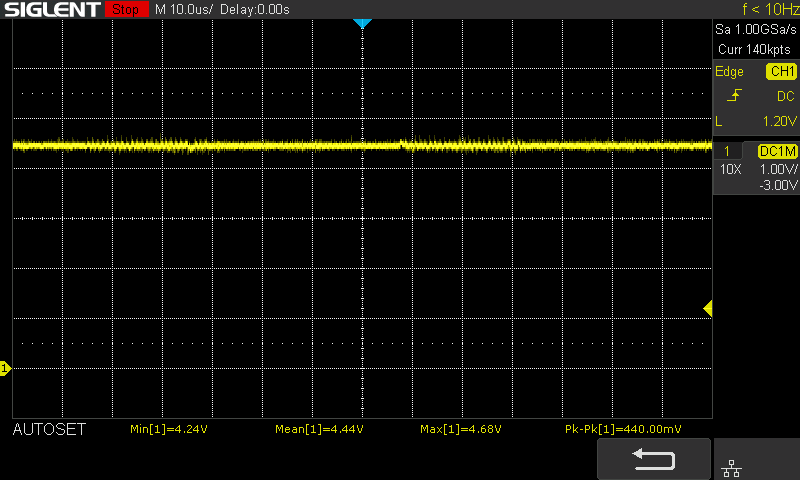 SIGLENT Stop M 10.0us/ Delay:0.00s f < 10Hz
Sa 1.00GSa/s
Curr 140kpts
Edge CH1
DC
L 1.20V
1 DC1M
10X 1.00V/
-3.00V
1
AUTOSET Min[1]=4.24V Mean[1]=4.44V Max[1]=4.68V Pk-Pk[1]=440.00mV